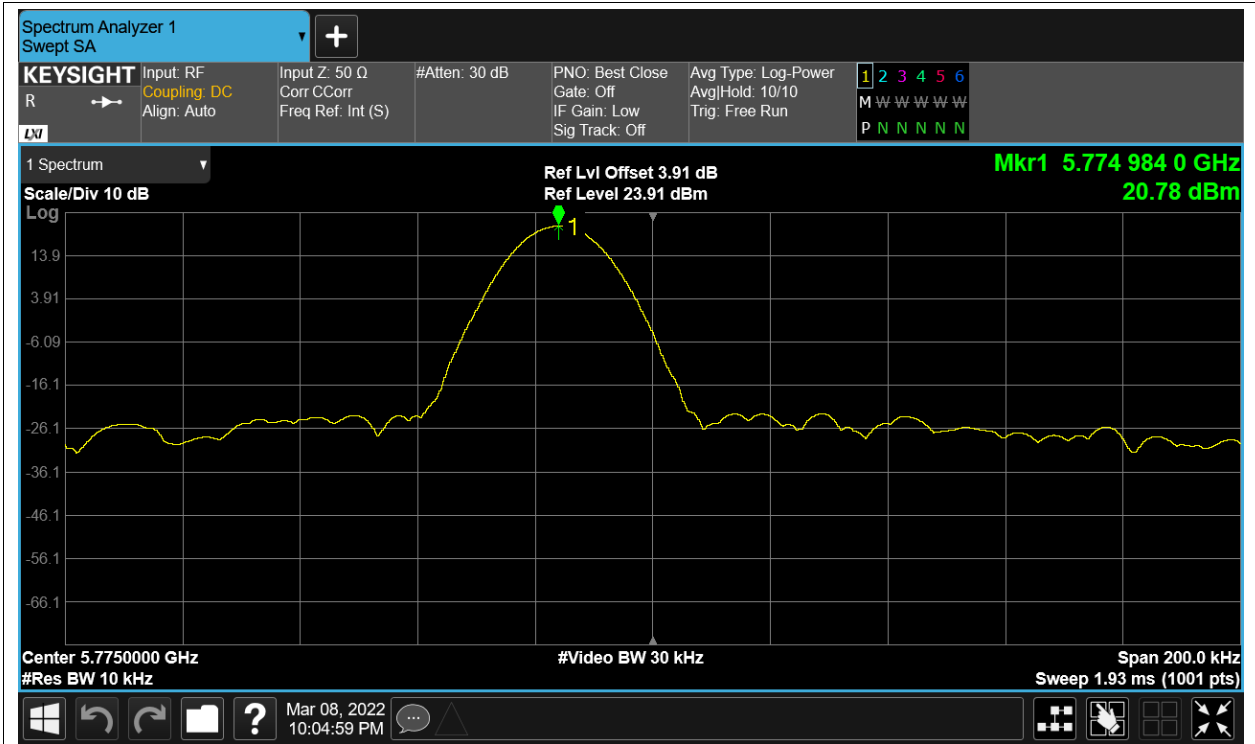 Spectrum Analyzer 1
Swept SA
+
KEYSIGHT
R
LXI
Input: RF
Coupling: DC
Align: Auto
Input Z: 50 Ω
Corr CCorr
Freq Ref: Int (S)
#Atten: 30 dB
PNO: Best Close
Gate: Off
IF Gain: Low
Sig Track: Off
Avg Type: Log-Power
Avg|Hold: 10/10
Trig: Free Run
1 2 3 4 5 6
M W W W W W
P N N N N N
1 Spectrum
Scale/Div 10 dB
Log
Ref Lvl Offset 3.91 dB
Ref Level 23.91 dBm
Mkr1 5.774 984 0 GHz
20.78 dBm
1
13.9
3.91
-6.09
-16.1
-26.1
-36.1
-46.1
-56.1
-66.1
Center 5.7750000 GHz
#Video BW 30 kHz
Span 200.0 kHz
#Res BW 10 kHz
Sweep 1.93 ms (1001 pts)
?
Mar 08, 2022
10:04:59 PM